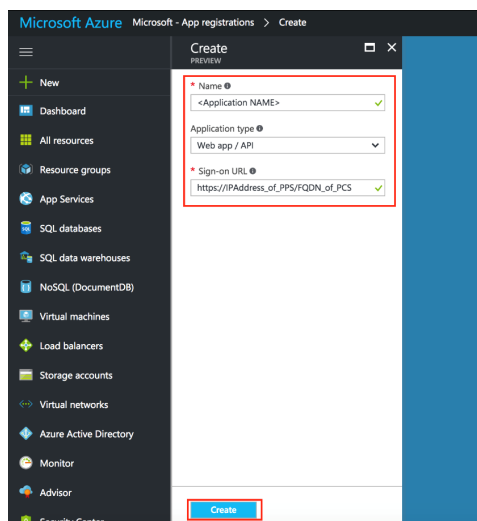 Microsoft Azure Microsoft - App registrations > Create
Create
PREVIEW
New
* Name
<Application NAME>
Dashboard
Application type
All resources
Web app / API
Resource groups
* Sign-on URL
https://IPAddress_of_PPS/FQDN_of_PCS
App Services
SQL databases
SQL data warehouses
NoSQL (DocumentDB)
Virtual machines
Load balancers
Storage accounts
Virtual networks
Azure Active Directory
Monitor
Advisor
Create
Security Center